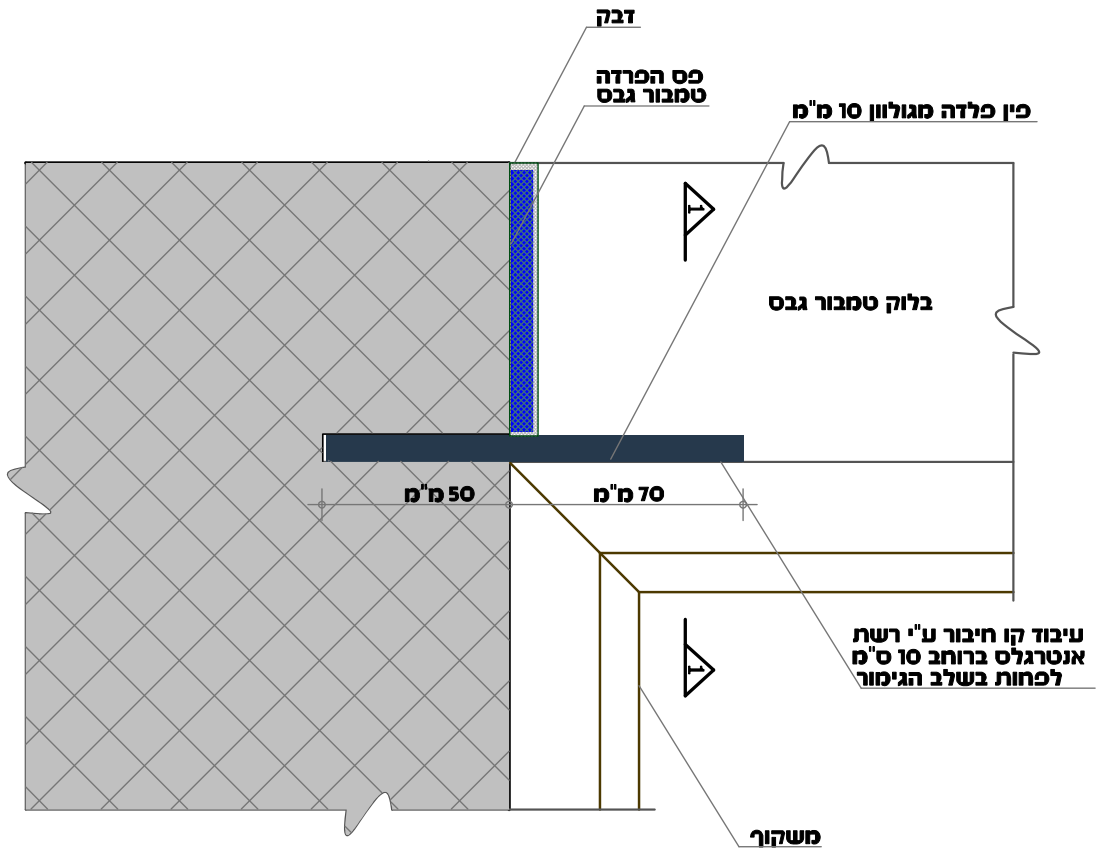 דבק
פס הפרדה
טמבור גבס
פין פלדה מגולוון 10 מ"מ
1
בלוק טמבור גבס
50 מ"מ
70 מ"מ
עיבוד קו חיבור ע"י רשת
אנטרגלס ברוחב 10 ס"מ
לפחות בשלב הגימור
1
משקוף